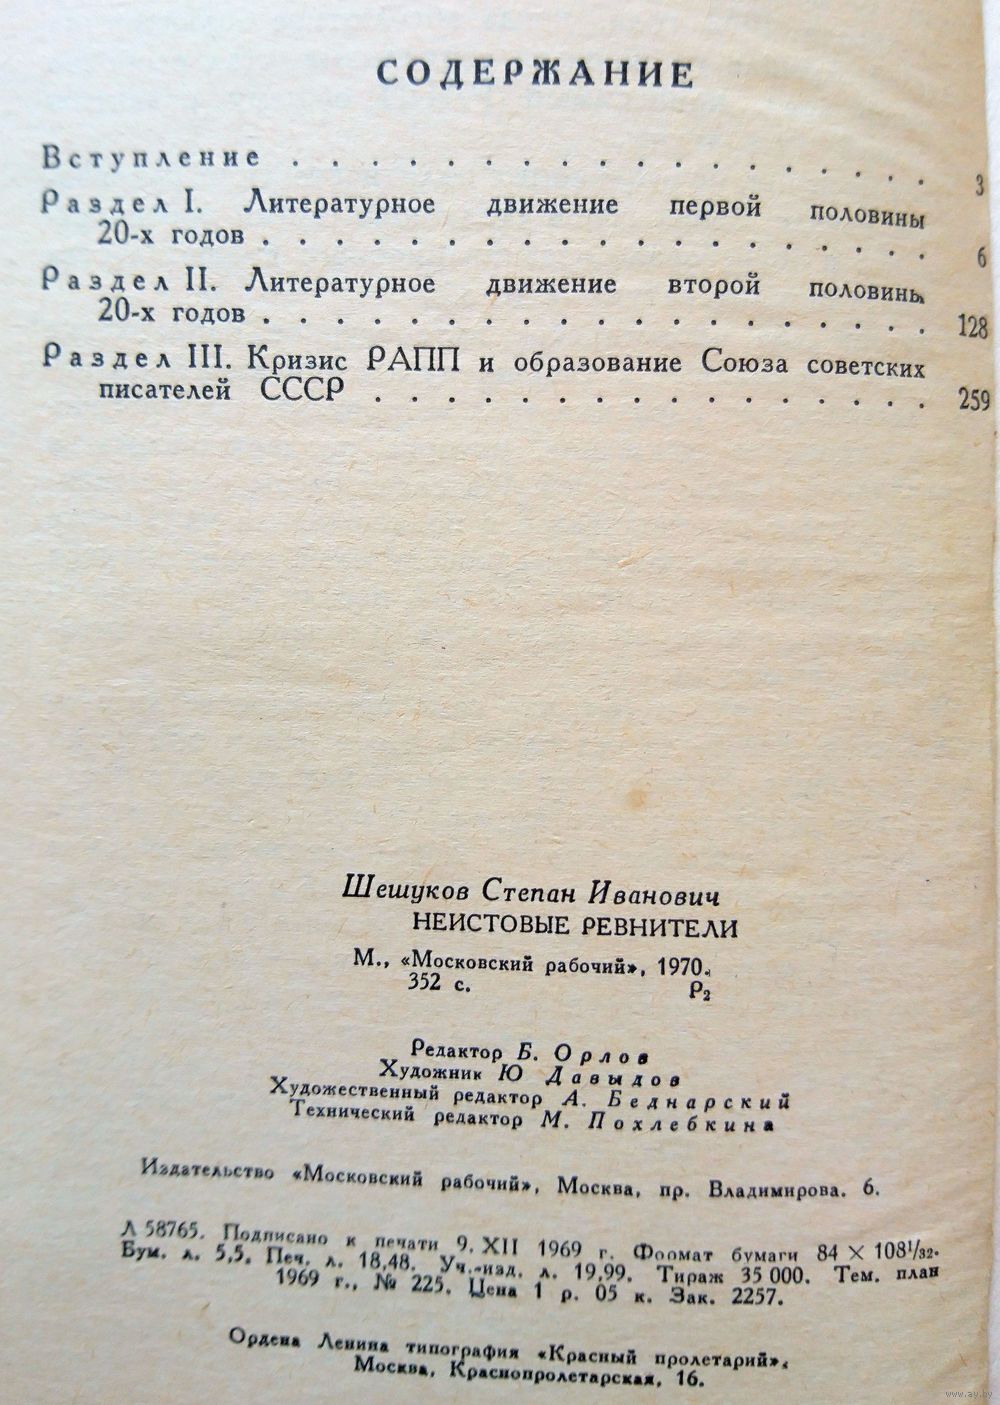 СОДЕРЖАНИЕ
Вступление . . . . . . . . . . . . . . . . . 3
Раздел I. Литературное движение первой половины
20-х годов . . . . . . . . . . . . . . . . . . 6
Раздел II. Литературное движение второй половины
20-х годов . . . . . . . . . . . . . . . . . . 128
Раздел III. Кризис РАПП и образование Союза советских
писателей СССР . . . . . . . . . . . . . . . 259
Шешуков Степан Иванович
НЕИСТОВЫЕ РЕВНИТЕЛИ
М., «Московский рабочий», 1970.
352 с. Р2
Редактор Б. Орлов
Художник Ю Давыдов
Художественный редактор А. Беднарский
Технический редактор М. Похлебкина
Издательство «Московский рабочий», Москва, пр. Владимирова. 6.
Л 58765. Подписано к печати 9. XII 1969 г. Формат бумаги 84 × 108 1/32.
Бум. л. 5,5. Печ. л. 18,48. Уч.-изд. л. 19,99. Тираж 35 000. Тем. план
1969 г., № 225. Цена 1 р. 05 к. Зак. 2257.
Ордена Ленина типография «Красный пролетарий».
Москва, Краснопролетарская, 16.
www.ay.by